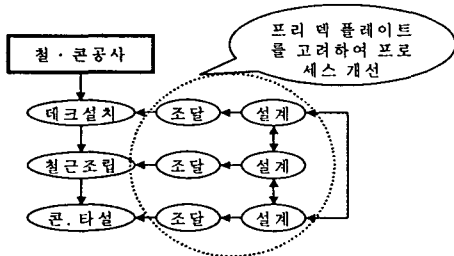 프리 덱 플레이트
를 고려하여 프로
세스 개선
철·콘공사
데크설치 조달 설계
철근조립 조달 설계
콘.타설 조달 설계